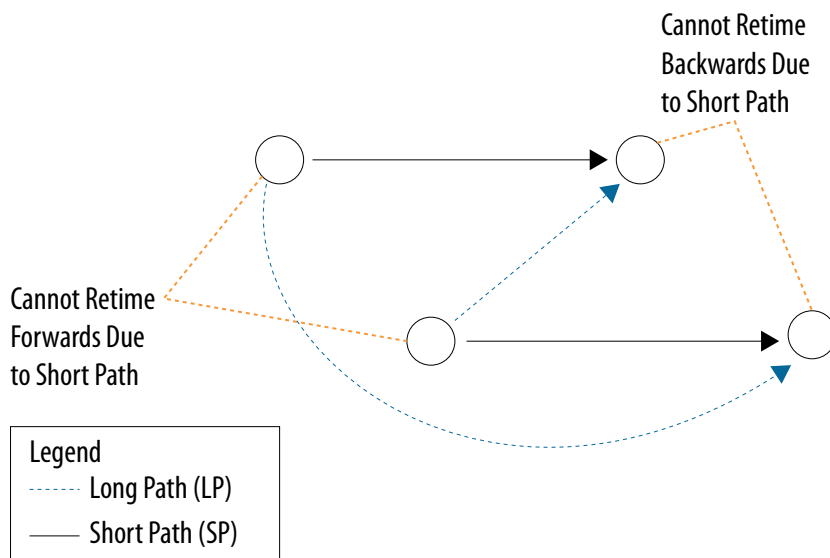 Cannot Retime
Backwards Due
to Short Path
Cannot Retime
Forwards Due
to Short Path
Legend
Long Path (LP)
Short Path (SP)